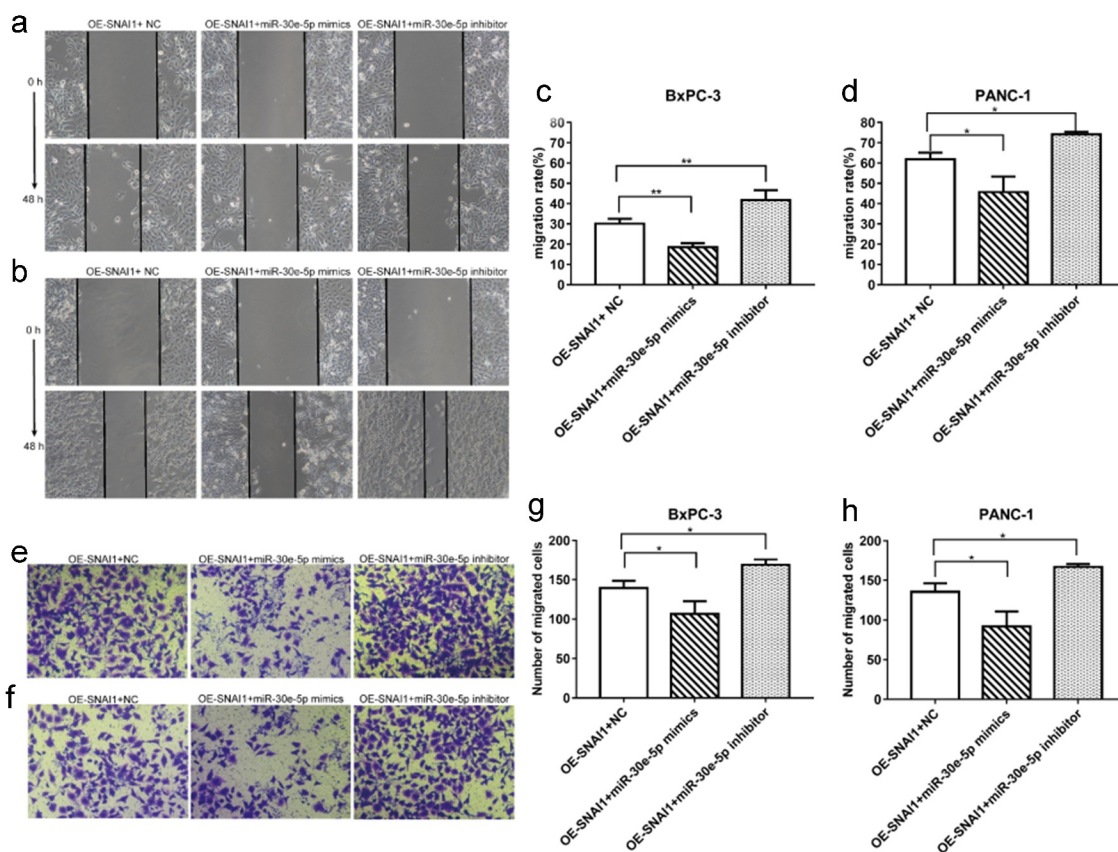 a
OE-SNAI1+ NC
OE-SNAI1+miR-30e-5p mimics
OE-SNAI1+miR-30e-5p inhibitor
0 h
48 h
b
OE-SNAI1+ NC
OE-SNAI1+miR-30e-5p mimics
OE-SNAI1+miR-30e-5p inhibitor
0 h
48 h
c
BxPC-3
migration rate(%)
80
70
60
50
40
30
20
10
0
**
**
OE-SNAI1+ NC
OE-SNAI1+miR-30e-5p mimics
OE-SNAI1+miR-30e-5p inhibitor
d
PANC-1
migration rate(%)
80
70
60
50
40
30
20
10
0
*
*
OE-SNAI1+ NC
OE-SNAI1+miR-30e-5p mimics
OE-SNAI1+miR-30e-5p inhibitor
e
OE-SNAI1+NC
OE-SNAI1+miR-30e-5p mimics
OE-SNAI1+miR-30e-5p inhibitor
f
OE-SNAI1+NC
OE-SNAI1+miR-30e-5p mimics
OE-SNAI1+miR-30e-5p inhibitor
g
BxPC-3
Number of migrated cells
200
150
100
50
0
*
*
OE-SNAI1+NC
OE-SNAI1+miR-30e-5p mimics
OE-SNAI1+miR-30e-5p inhibitor
h
PANC-1
Number of migrated cells
200
150
100
50
0
*
*
OE-SNAI1+NC
OE-SNAI1+miR-30e-5p mimics
OE-SNAI1+miR-30e-5p inhibitor